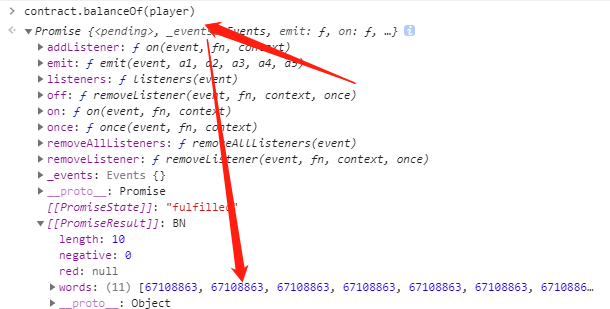 > contract.balanceOf(player)
<· ▼ Promise {<pending>, _events: Events, emit: ƒ, on: ƒ, …} i
▶ addListener: ƒ on(event, fn, context)
▶ emit: ƒ emit(event, a1, a2, a3, a4, a5)
▶ listeners: ƒ listeners(event)
▶ off: ƒ removeListener(event, fn, context, once)
▶ on: ƒ on(event, fn, context)
▶ once: ƒ once(event, fn, context)
▶ removeAllListeners: ƒ removeAllListeners(event)
▶ removeListener: ƒ removeListener(event, fn, context, once)
▶ _events: Events {}
▶ __proto__: Promise
[[PromiseState]]: "fulfilled"
▼ [[PromiseResult]]: BN
length: 10
negative: 0
red: null
▶ words: (11) [67108863, 67108863, 67108863, 67108863, 67108863, 67108863, 6710886…
▶ __proto__: Object